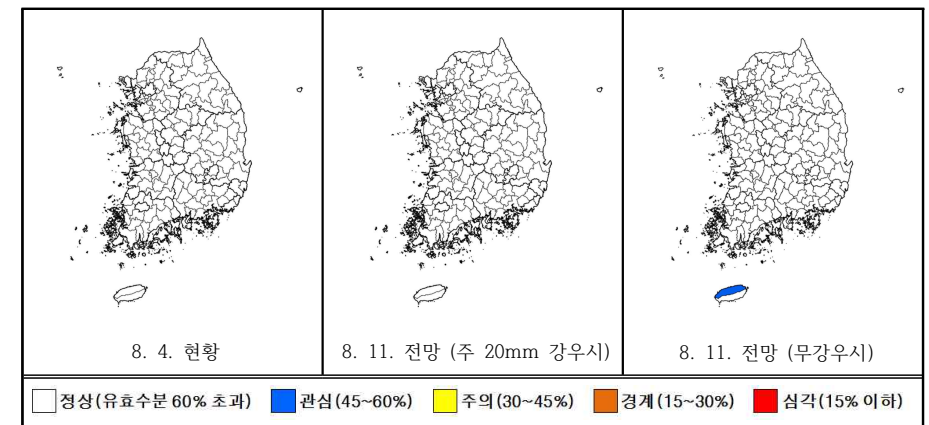 8. 4. 현황
8. 11. 전망 (주 20mm 강우시)
8. 11. 전망 (무강우시)
정상(유효수분 60% 초과) 관심(45~60%) 주의(30~45%) 경계(15~30%) 심각(15% 이하)